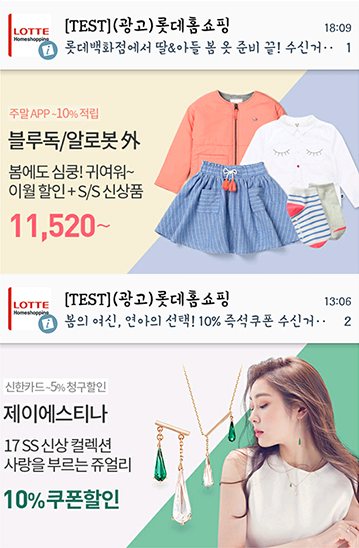 LOTTE
Homeshopping
[TEST](광고)롯데홈쇼핑
18:09
롯데백화점에서 딸&아들 봄 옷 준비 끝! 수신거··
1
주말 APP ~10% 적립
블루독/알로봇 外
봄에도 심쿵! 귀여워~
이월 할인 + S/S 신상품
11,520~
LOTTE
Homeshopping
[TEST](광고)롯데홈쇼핑
13:06
봄의 여신, 연아의 선택! 10% 즉석쿠폰 수신거··
2
신한카드 ~5% 청구할인
제이에스티나
17 SS 신상 컬렉션
사랑을 부르는 쥬얼리
10% 쿠폰할인